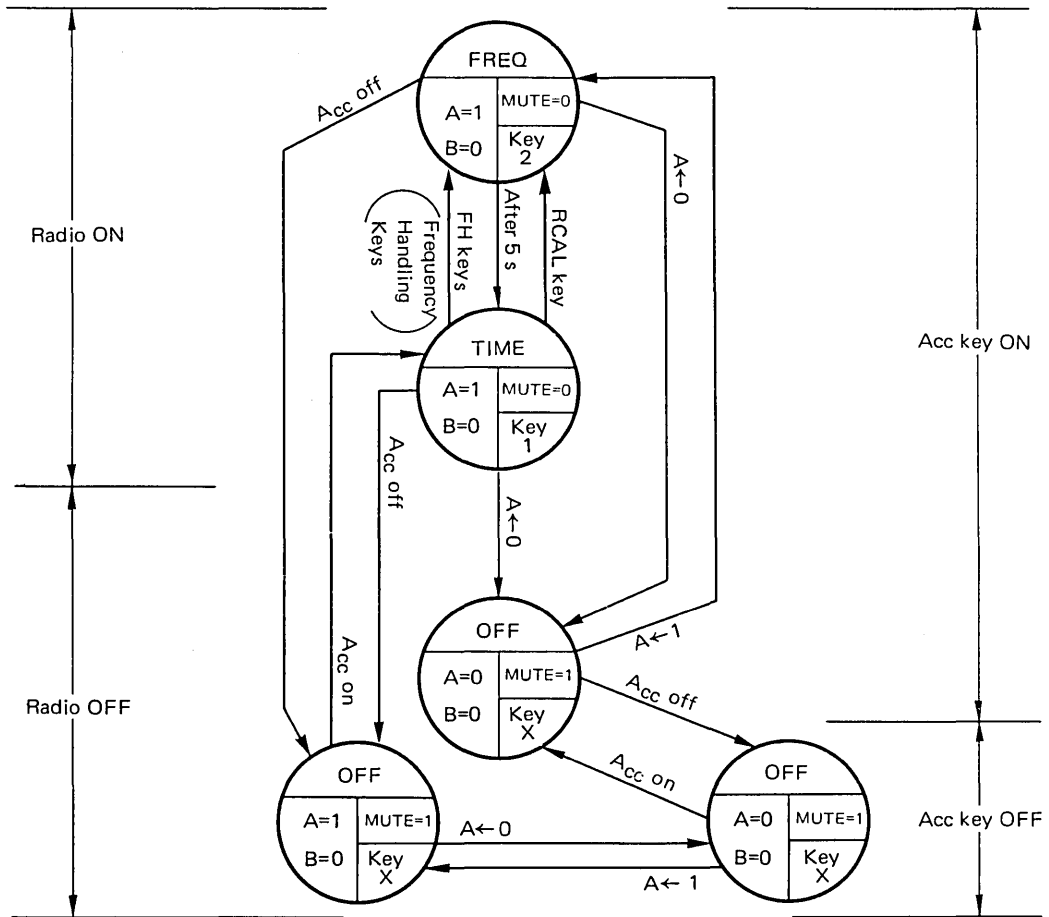 FREQ
A=1
B=0
MUTE=0
Key
2
Acc off
A←0
Radio ON
Acc key ON
(Frequency
Handling
Keys)
FH keys
After 5 s
RCAL key
TIME
A=1
B=0
MUTE=0
Key
1
Acc off
A←0
Acc on
OFF
A=0
B=0
MUTE=1
Key
X
A←1
Acc off
Acc on
Radio OFF
Acc key OFF
OFF
A=1
B=0
MUTE=1
Key
X
A←0
A←1
OFF
A=0
B=0
MUTE=1
Key
X